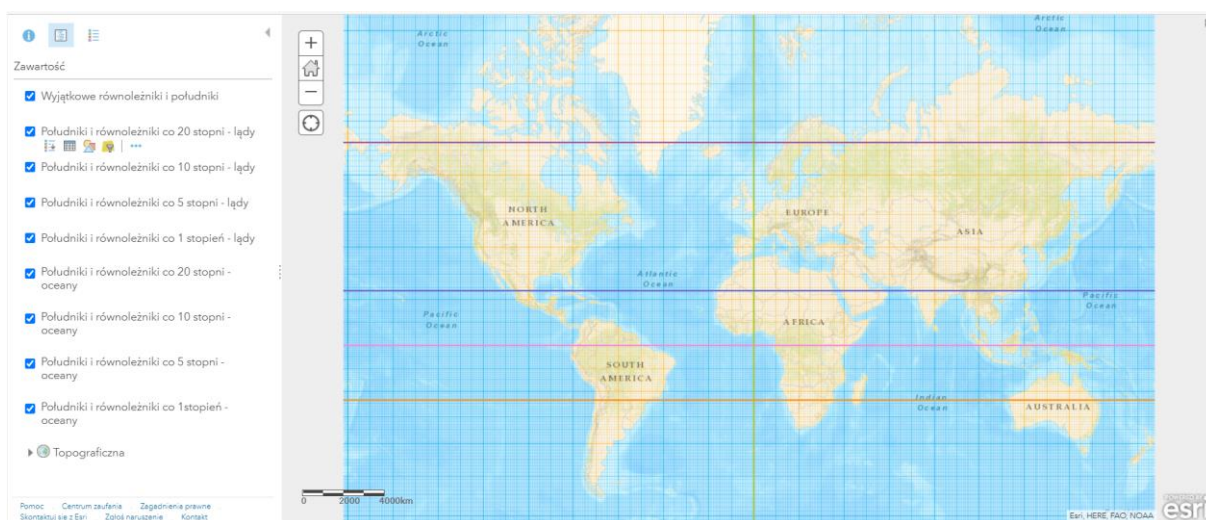 Zawartość
Wyjątkowe równoleżniki i południki
Południki i równoleżniki co 20 stopni - lądy
Południki i równoleżniki co 10 stopni - lądy
Południki i równoleżniki co 5 stopni - lądy
Południki i równoleżniki co 1 stopień - lądy
Południki i równoleżniki co 20 stopni -
oceany
Południki i równoleżniki co 10 stopni -
oceany
Południki i równoleżniki co 5 stopni -
oceany
Południki i równoleżniki co 1stopień -
oceany
Topograficzna
Pomoc Centrum zaufania Zagadnienia prawne
Skontaktuj się z Esri Zgłoś naruszenie Kontakt
Arctic
Ocean
Arctic
Ocean
NORTH
AMERICA
EUROPE
ASIA
Atlantic
Ocean
Pacific
Ocean
Pacific
Ocean
AFRICA
SOUTH
AMERICA
Indian
Ocean
AUSTRALIA
0 2000 4000km
Esri, HERE, FAO, NOAA
POWERED BY
esri